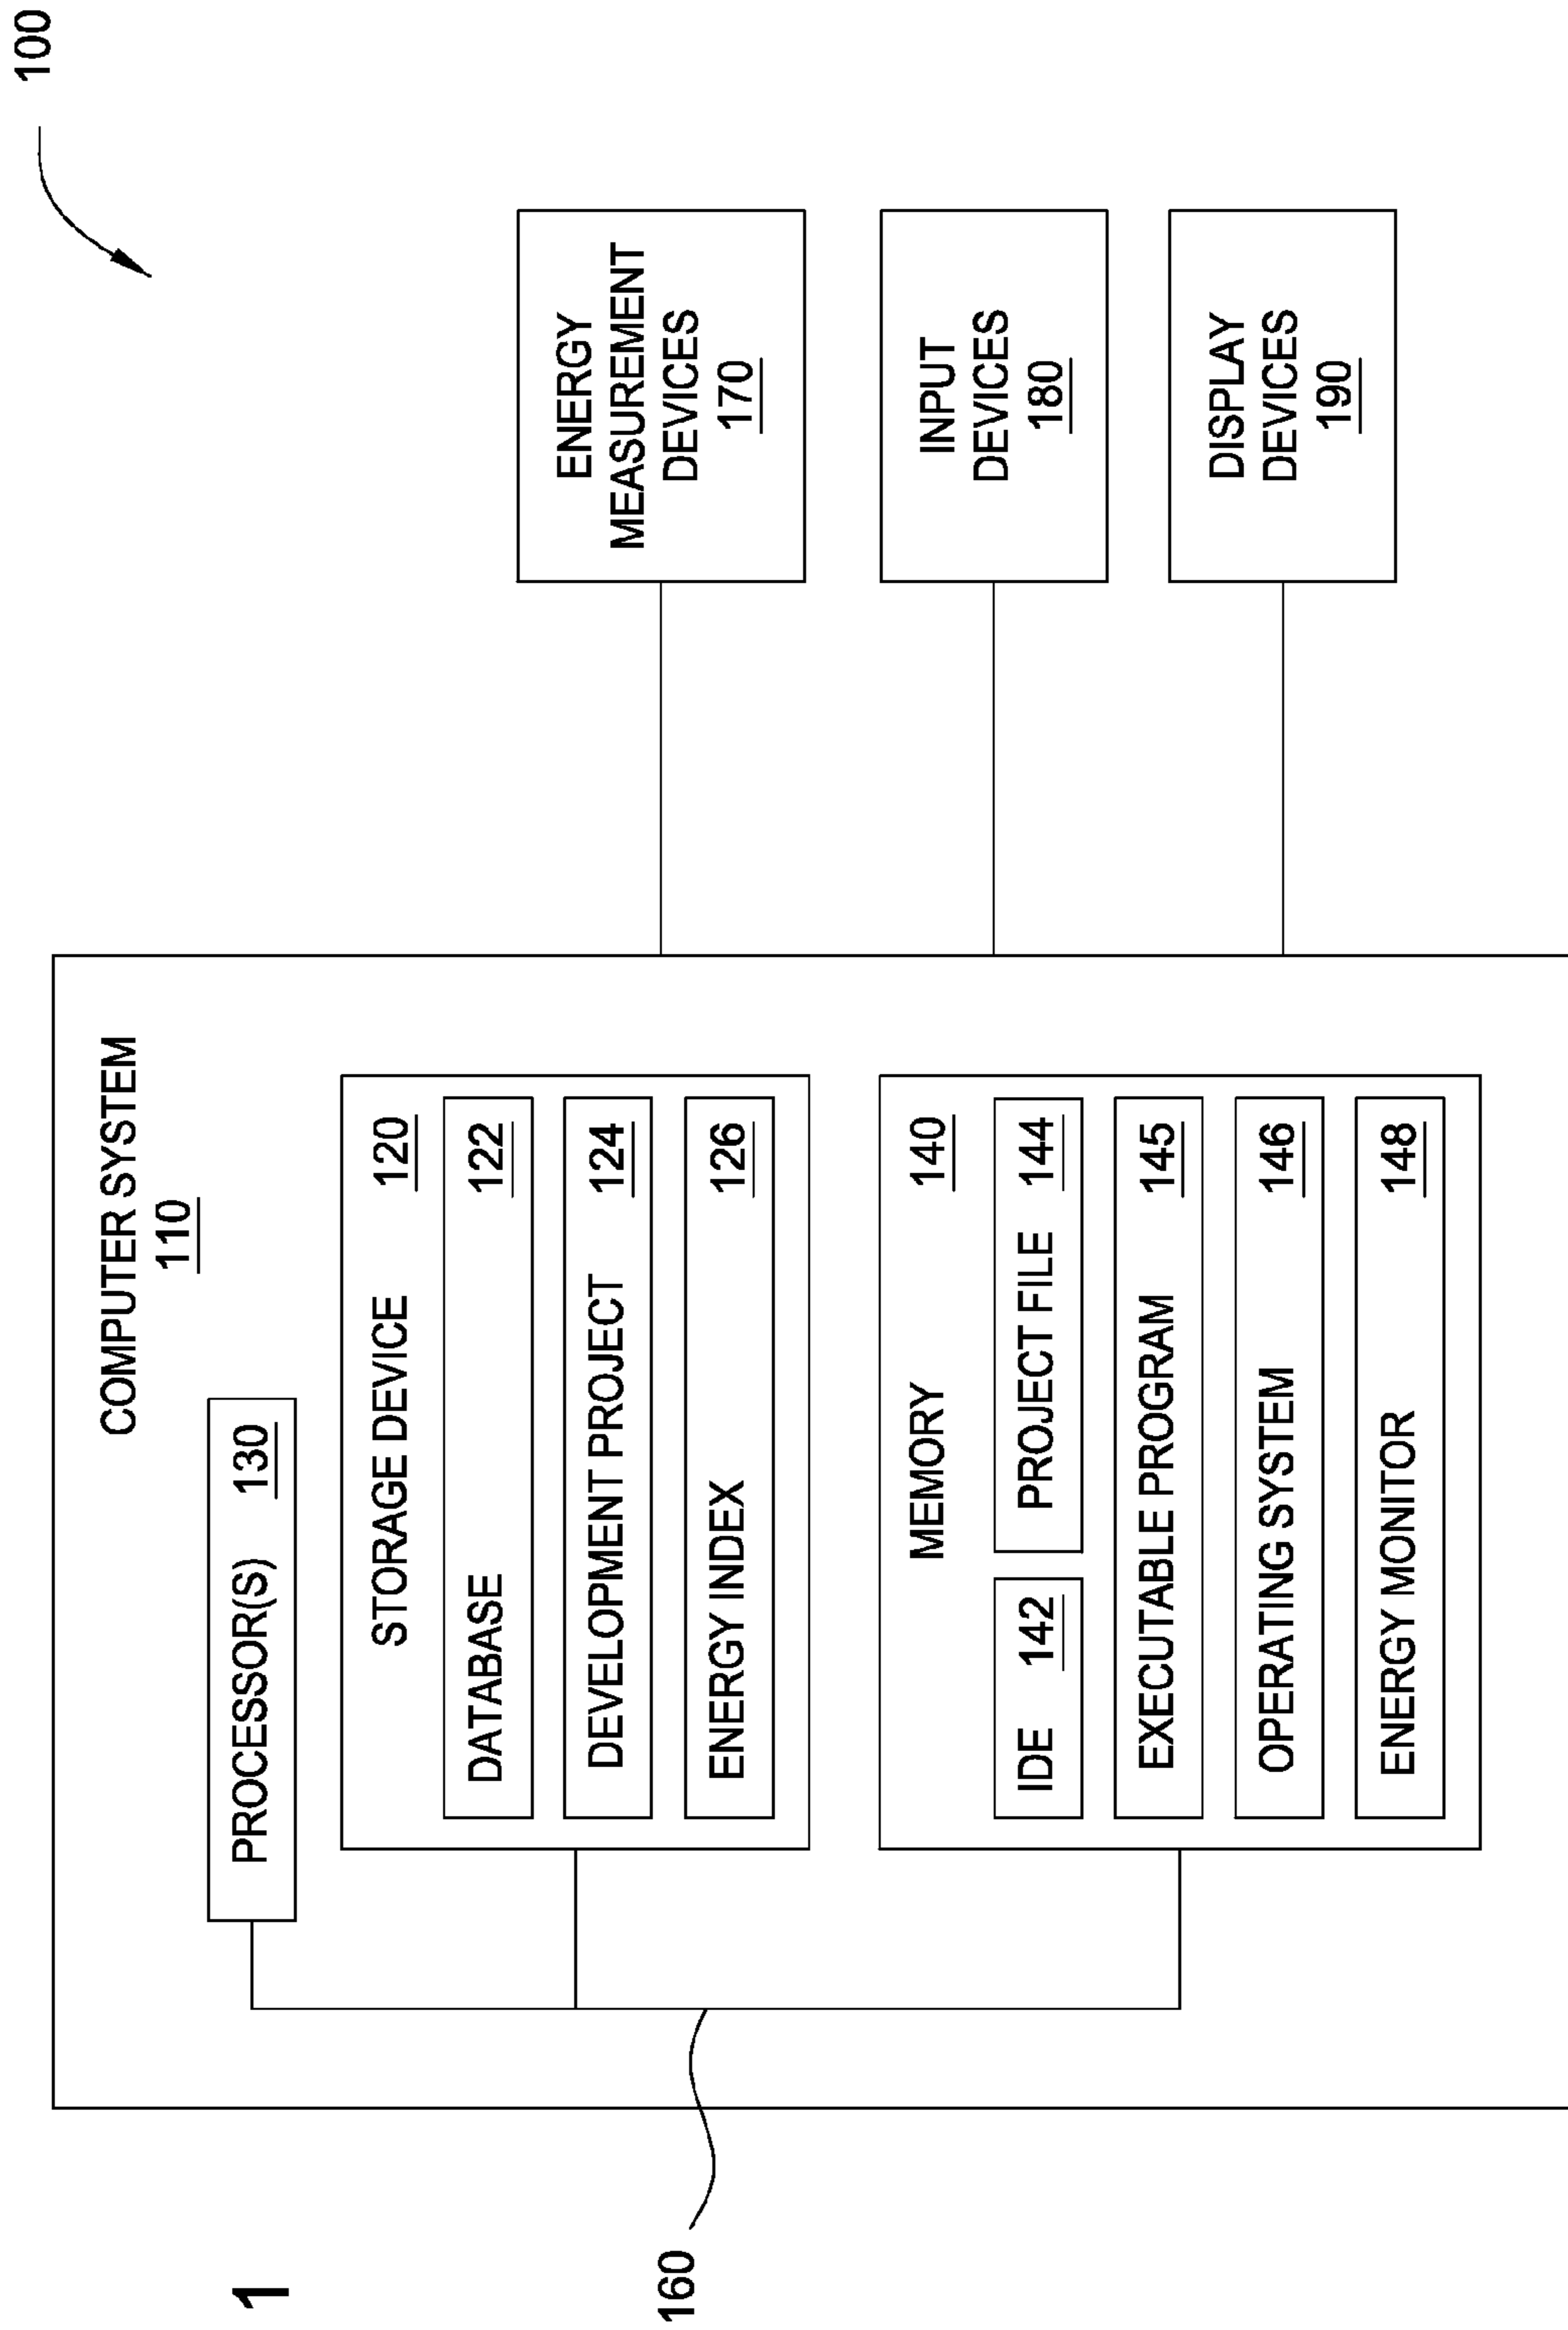 100
COMPUTER SYSTEM
110
PROCESSOR(S) 130
STORAGE DEVICE 120
DATABASE 122
DEVELOPMENT PROJECT 124
ENERGY INDEX 126
MEMORY 140
IDE 142
PROJECT FILE 144
EXECUTABLE PROGRAM 145
OPERATING SYSTEM 146
ENERGY MONITOR 148
160
ENERGY
MEASUREMENT
DEVICES
170
INPUT
DEVICES
180
DISPLAY
DEVICES
190
1